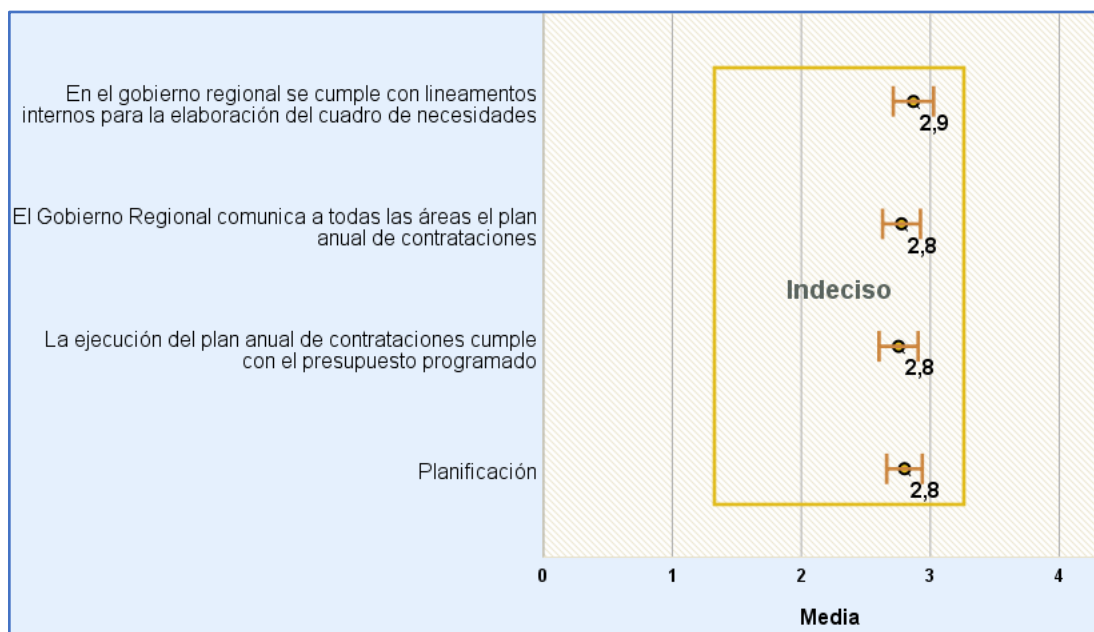 En el gobierno regional se cumple con lineamentos
internos para la elaboración del cuadro de necesidades
2,9
El Gobierno Regional comunica a todas las áreas el plan
anual de contrataciones
2,8
Indeciso
La ejecución del plan anual de contrataciones cumple
con el presupuesto programado
2,8
Planificación
2,8
0 1 2 3 4
Media